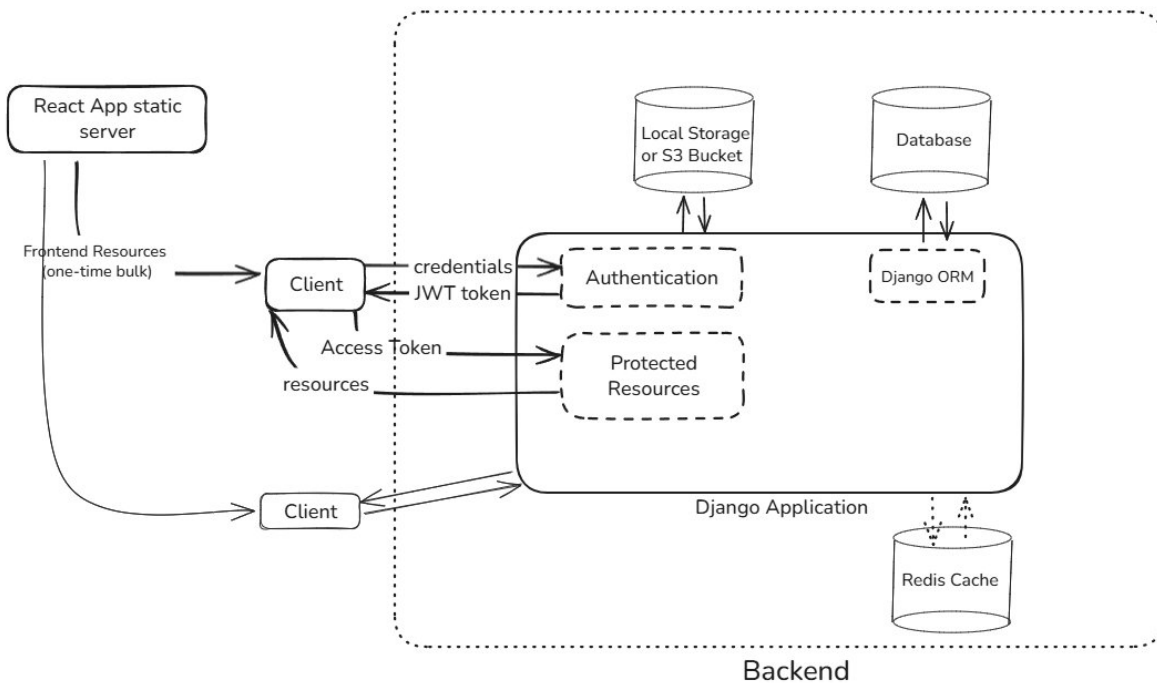 React App static
server
Local Storage
or S3 Bucket
Database
Frontend Resources
(one-time bulk)
Client
credentials
JWT token
Authentication
Django ORM
Access Token
resources
Protected
Resources
Client
Django Application
Redis Cache
Backend